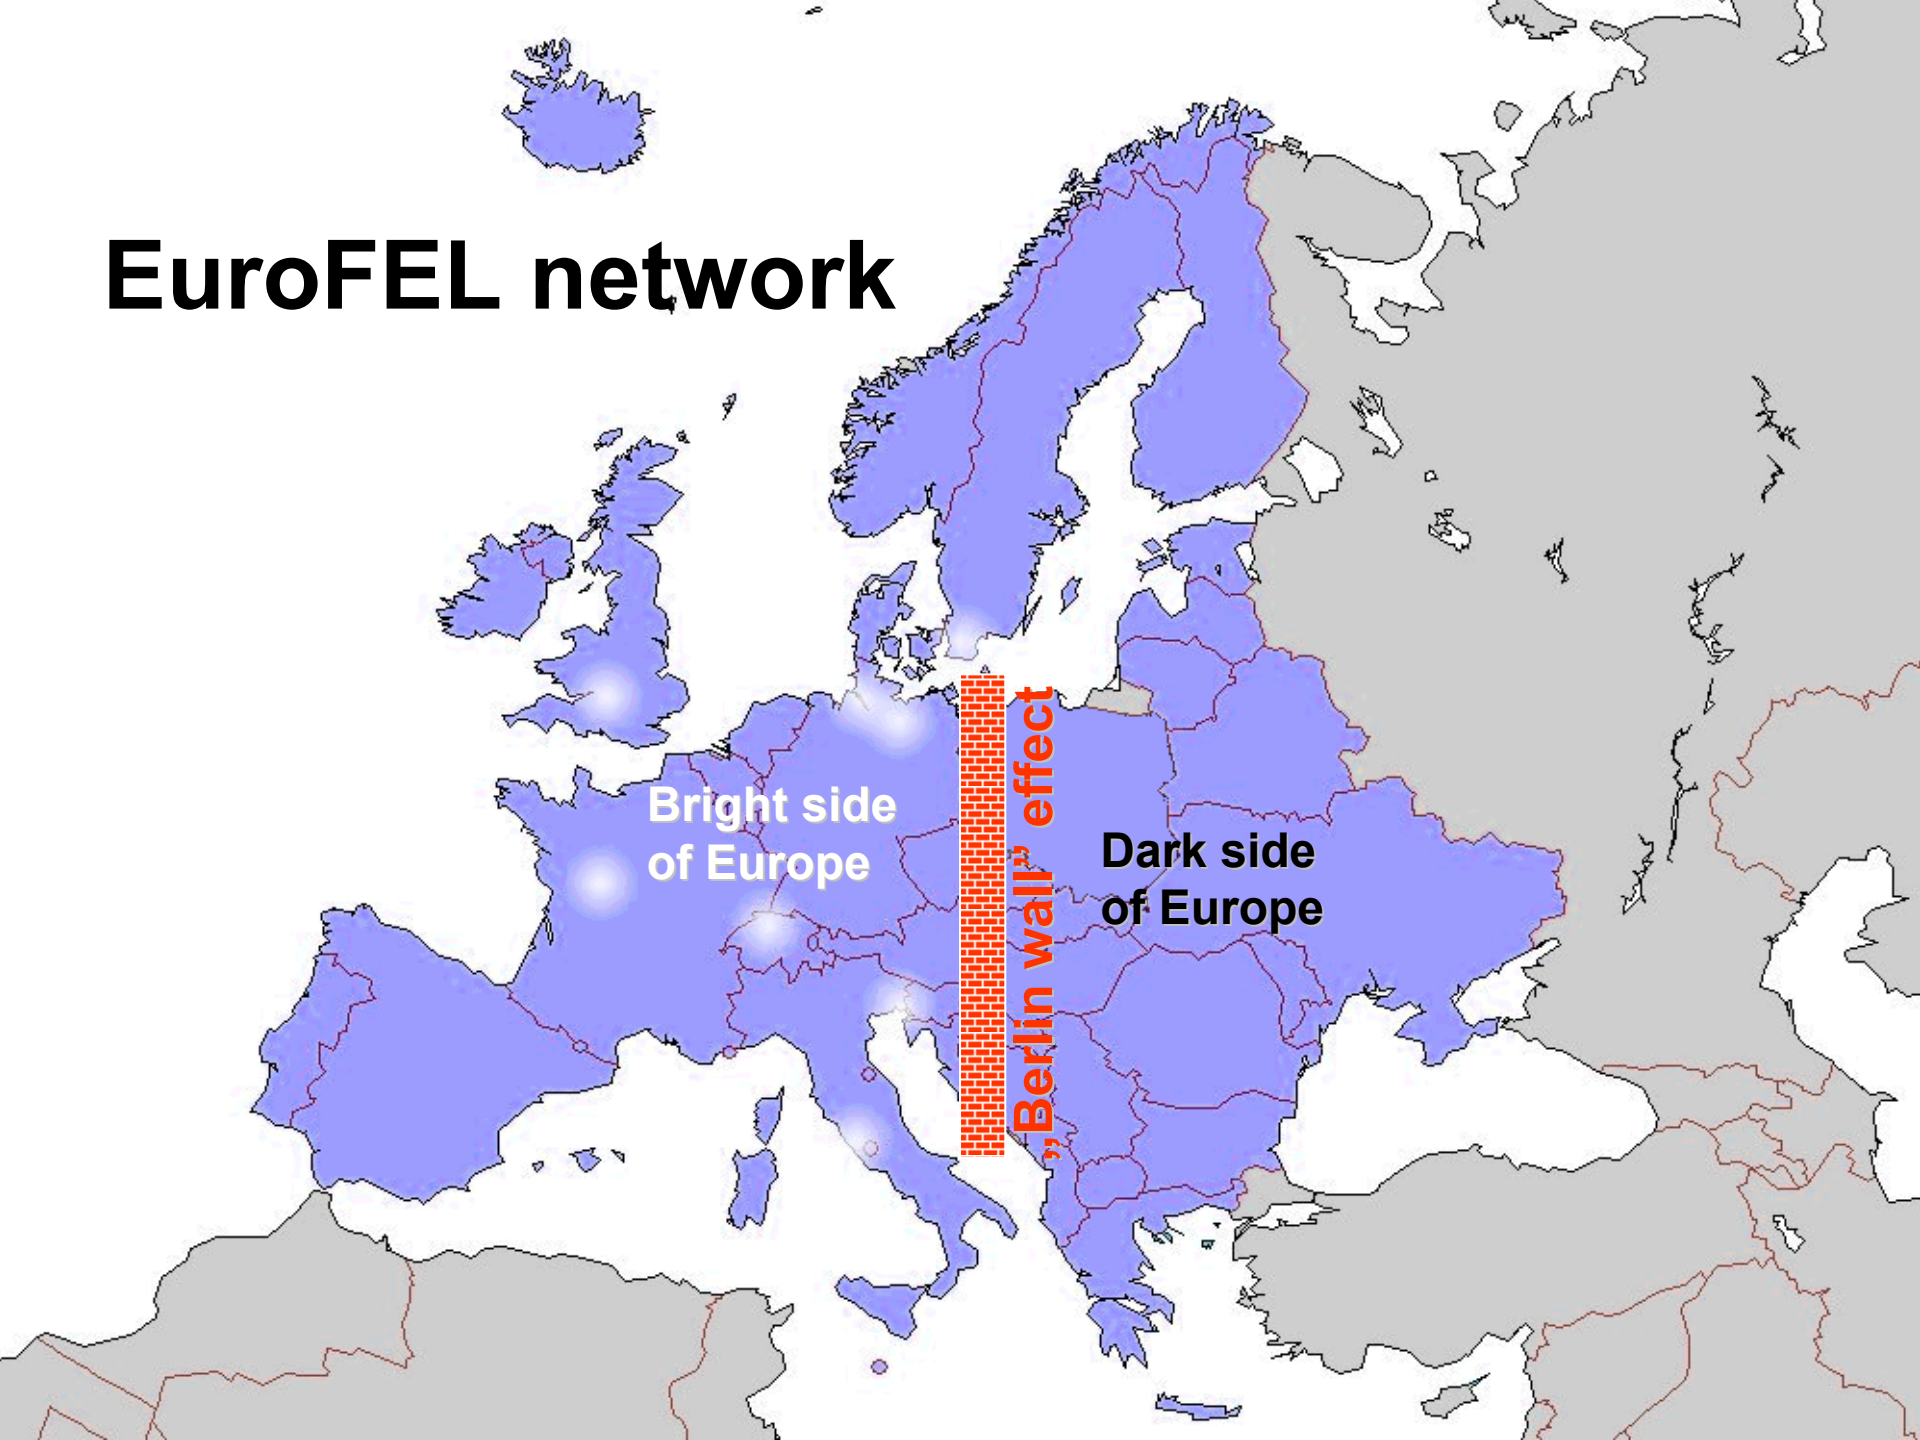 EuroFEL network
Bright side
of Europe
„Berlin wall” effect
Dark side
of Europe